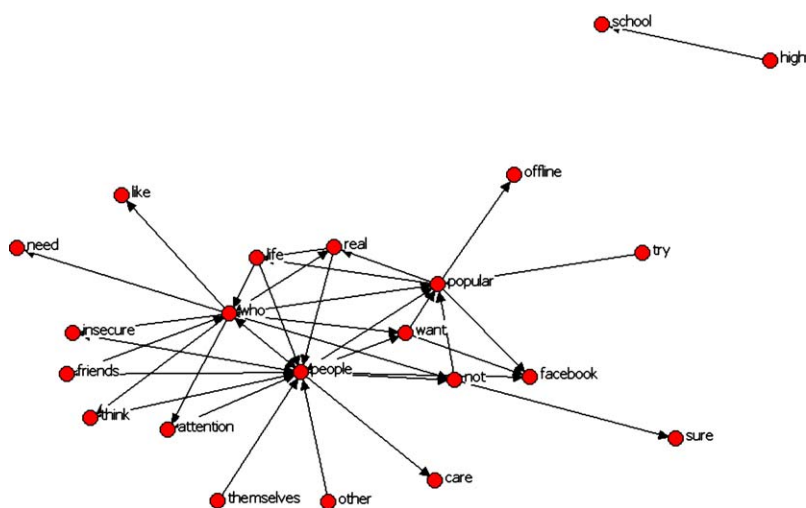 school
high
offline
like
need
real
try
life
popular
who
insecure
want
friends
people
not
facebook
think
attention
sure
care
themselves
other